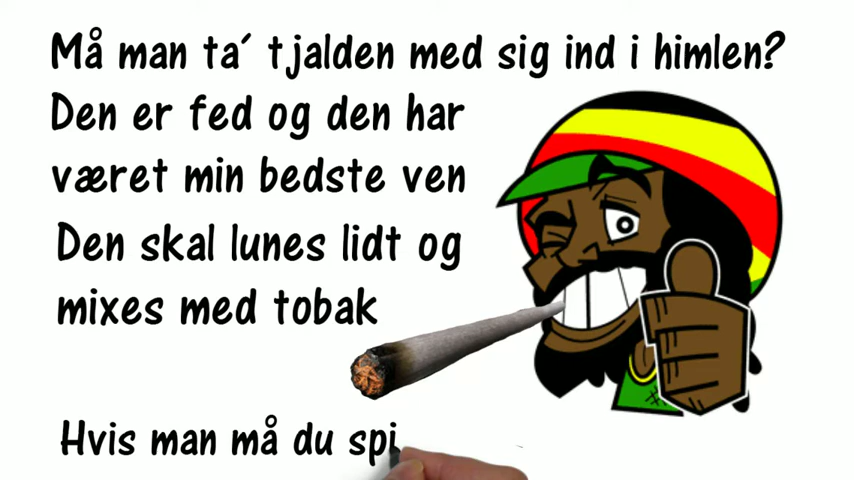 Må man ta´ tjalden med sig ind i himlen?
Den er fed og den har
været min bedste ven
Den skal lunes lidt og
mixes med tobak
Hvis man må du spi